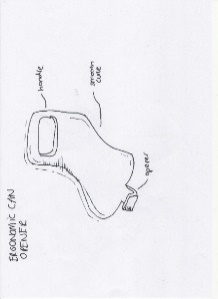 handle
smooth
curve
opener
ERGONOMIC CAN
OPENER